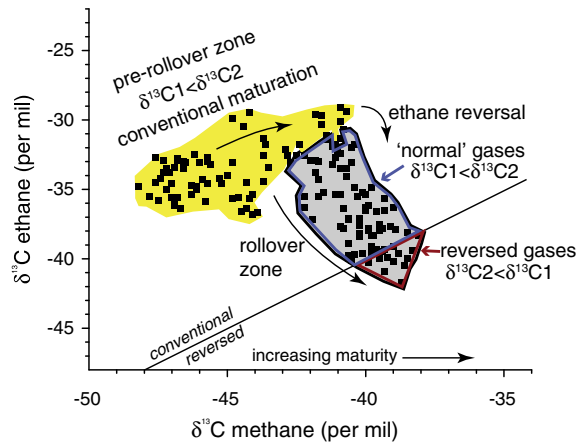 pre-rollover zone
δ¹³C1<δ¹³C2
conventional maturation
ethane reversal
'normal' gases
δ¹³C1<δ¹³C2
rollover
zone
reversed gases
δ¹³C2<δ¹³C1
conventional
reversed
increasing maturity
δ¹³C ethane (per mil)
-25
-30
-35
-40
-45
-50
-45
-40
-35
δ¹³C methane (per mil)